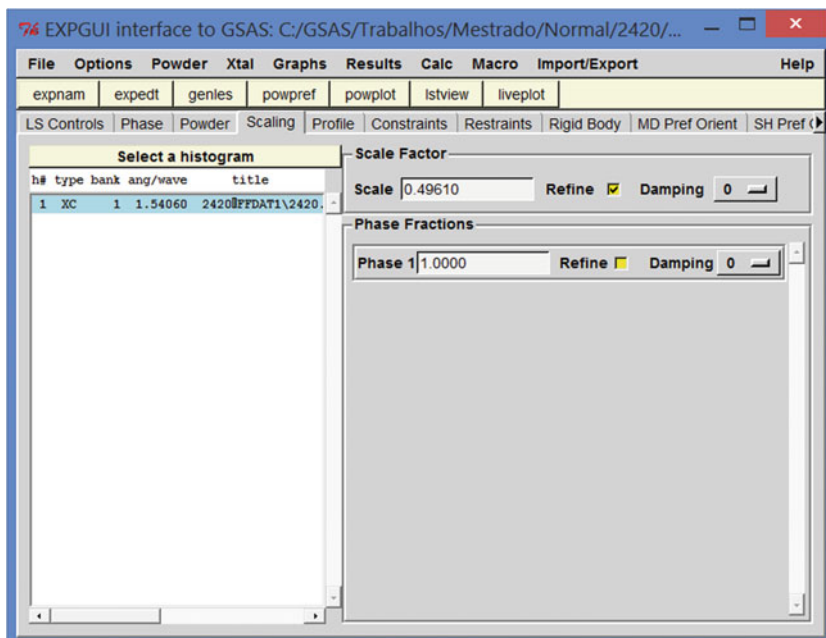 EXPGUI interface to GSAS: C:/GSAS/Trabalhos/Mestrado/Normal/2420/...
File Options Powder Xtal Graphs Results Calc Macro Import/Export Help
expnam expedt genles powpref powplot lstview liveplot
LS Controls Phase Powder Scaling Profile Constraints Restraints Rigid Body MD Pref Orient SH Pref
Select a histogram
h# type bank ang/wave title
1 XC 1 1.54060 2420▯FFDAT1\2420.
Scale Factor
Scale 0.49610 Refine Damping 0
Phase Fractions
Phase 1 1.0000 Refine Damping 0